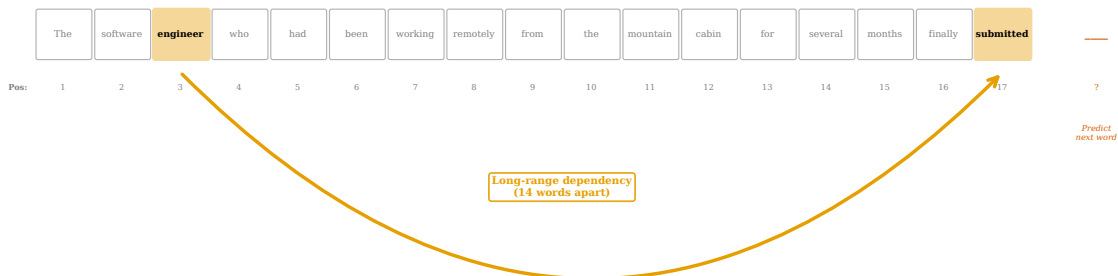 The software engineer who had been working remotely from the mountain cabin for several months finally submitted ___
Pos: 1 2 3 4 5 6 7 8 9 10 11 12 13 14 15 16 17 ?
Predict
next word
Long-range dependency
(14 words apart)